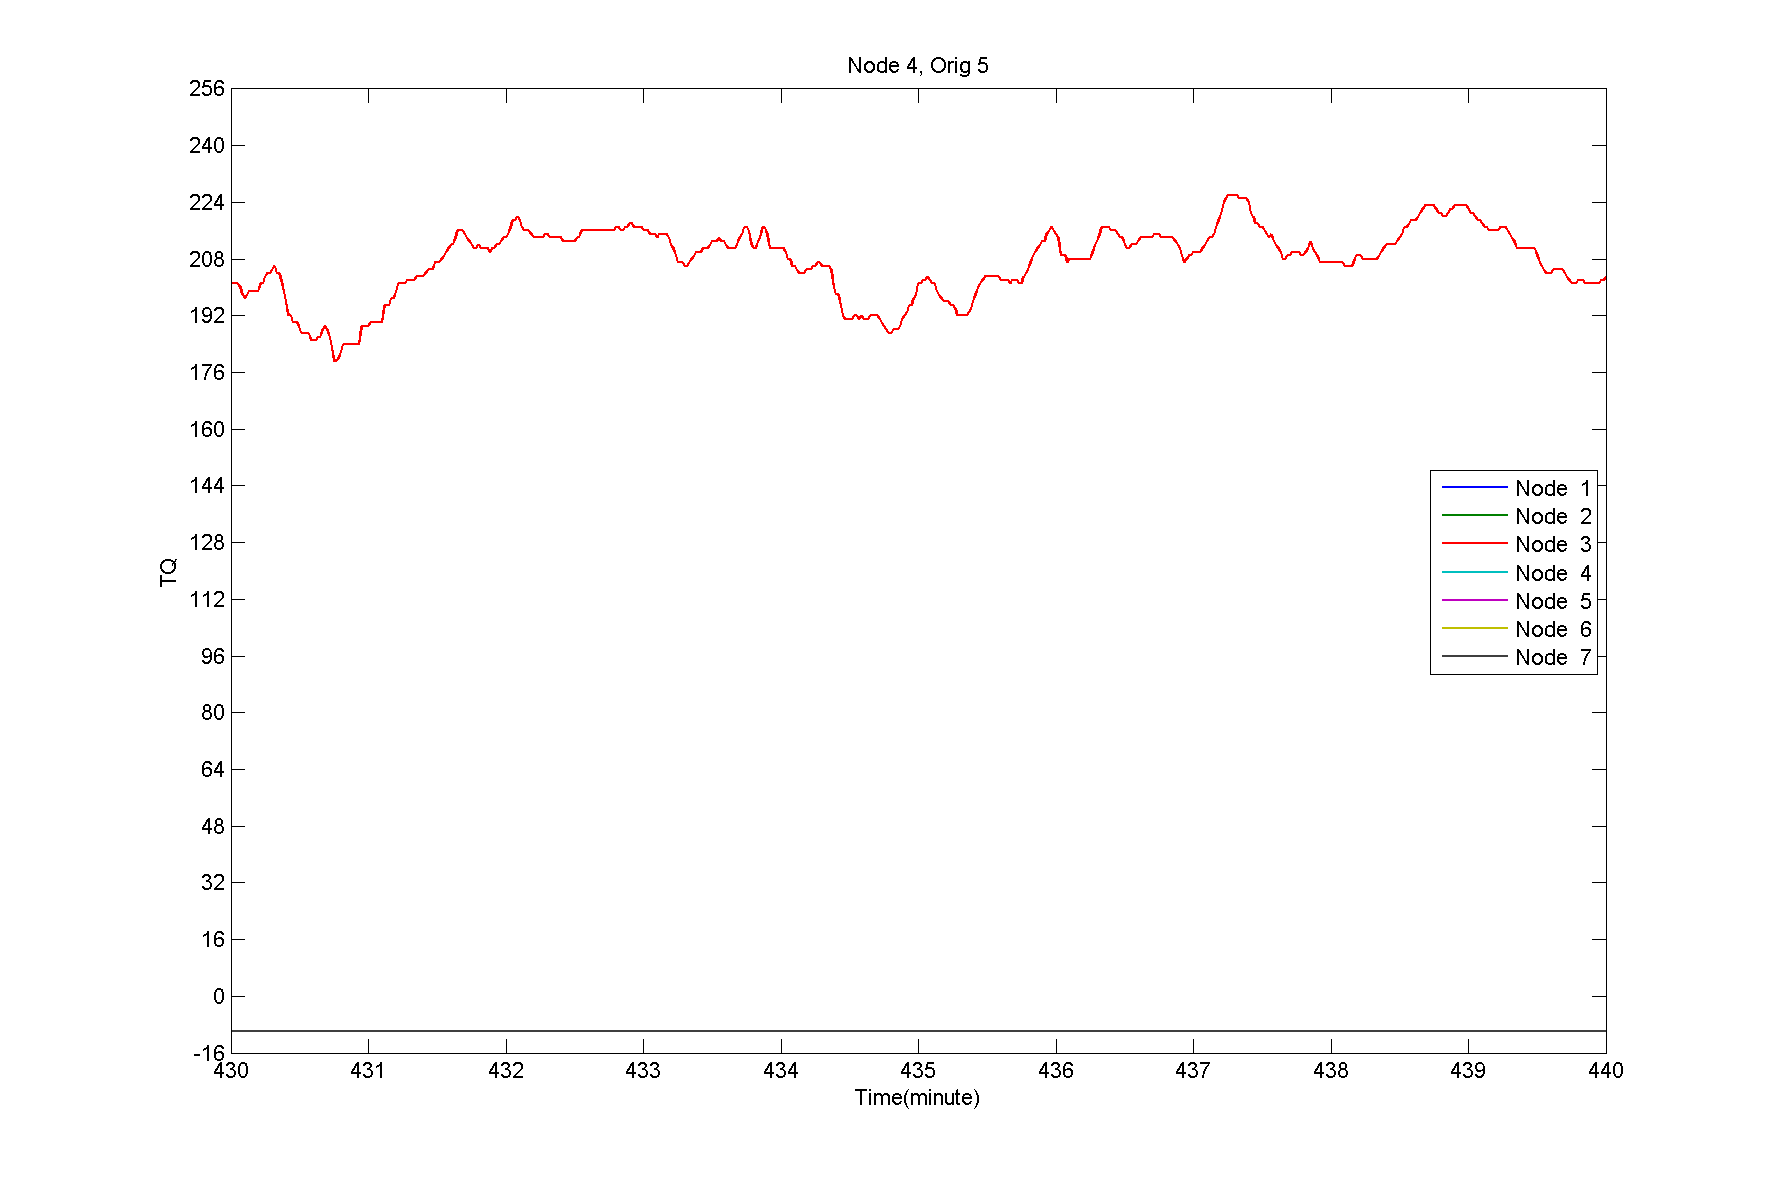 Node 4, Orig 5
256
240
224
208
192
176
160
144
128
112
96
80
64
48
32
16
0
-16
TQ
Node 1
Node 2
Node 3
Node 4
Node 5
Node 6
Node 7
430 431 432 433 434 435 436 437 438 439 440
Time(minute)